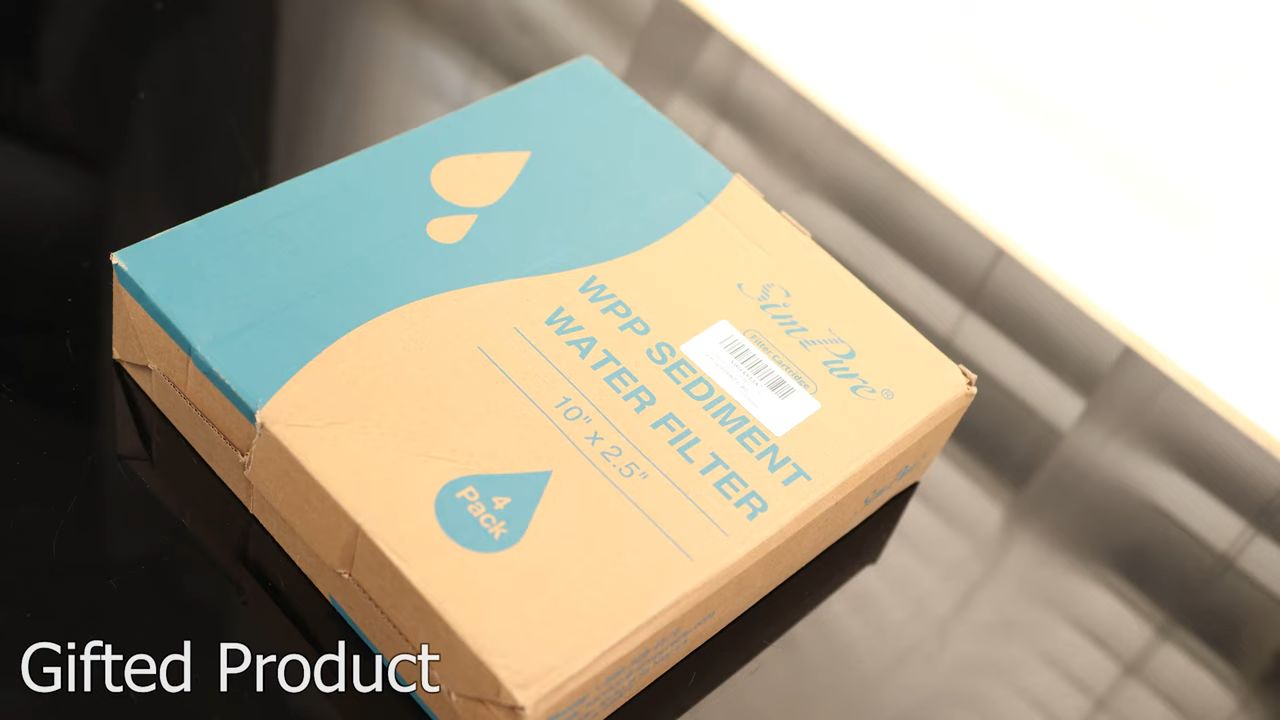 SimPure®
Filter Cartridge
WPP SEDIMENT
WATER FILTER
10" x 2.5"
4
Pack
Gifted Product